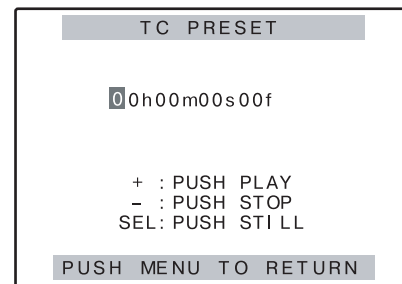 TC PRESET
00h00m00s00f
+ : PUSH PLAY
– : PUSH STOP
SEL: PUSH STILL
PUSH MENU TO RETURN